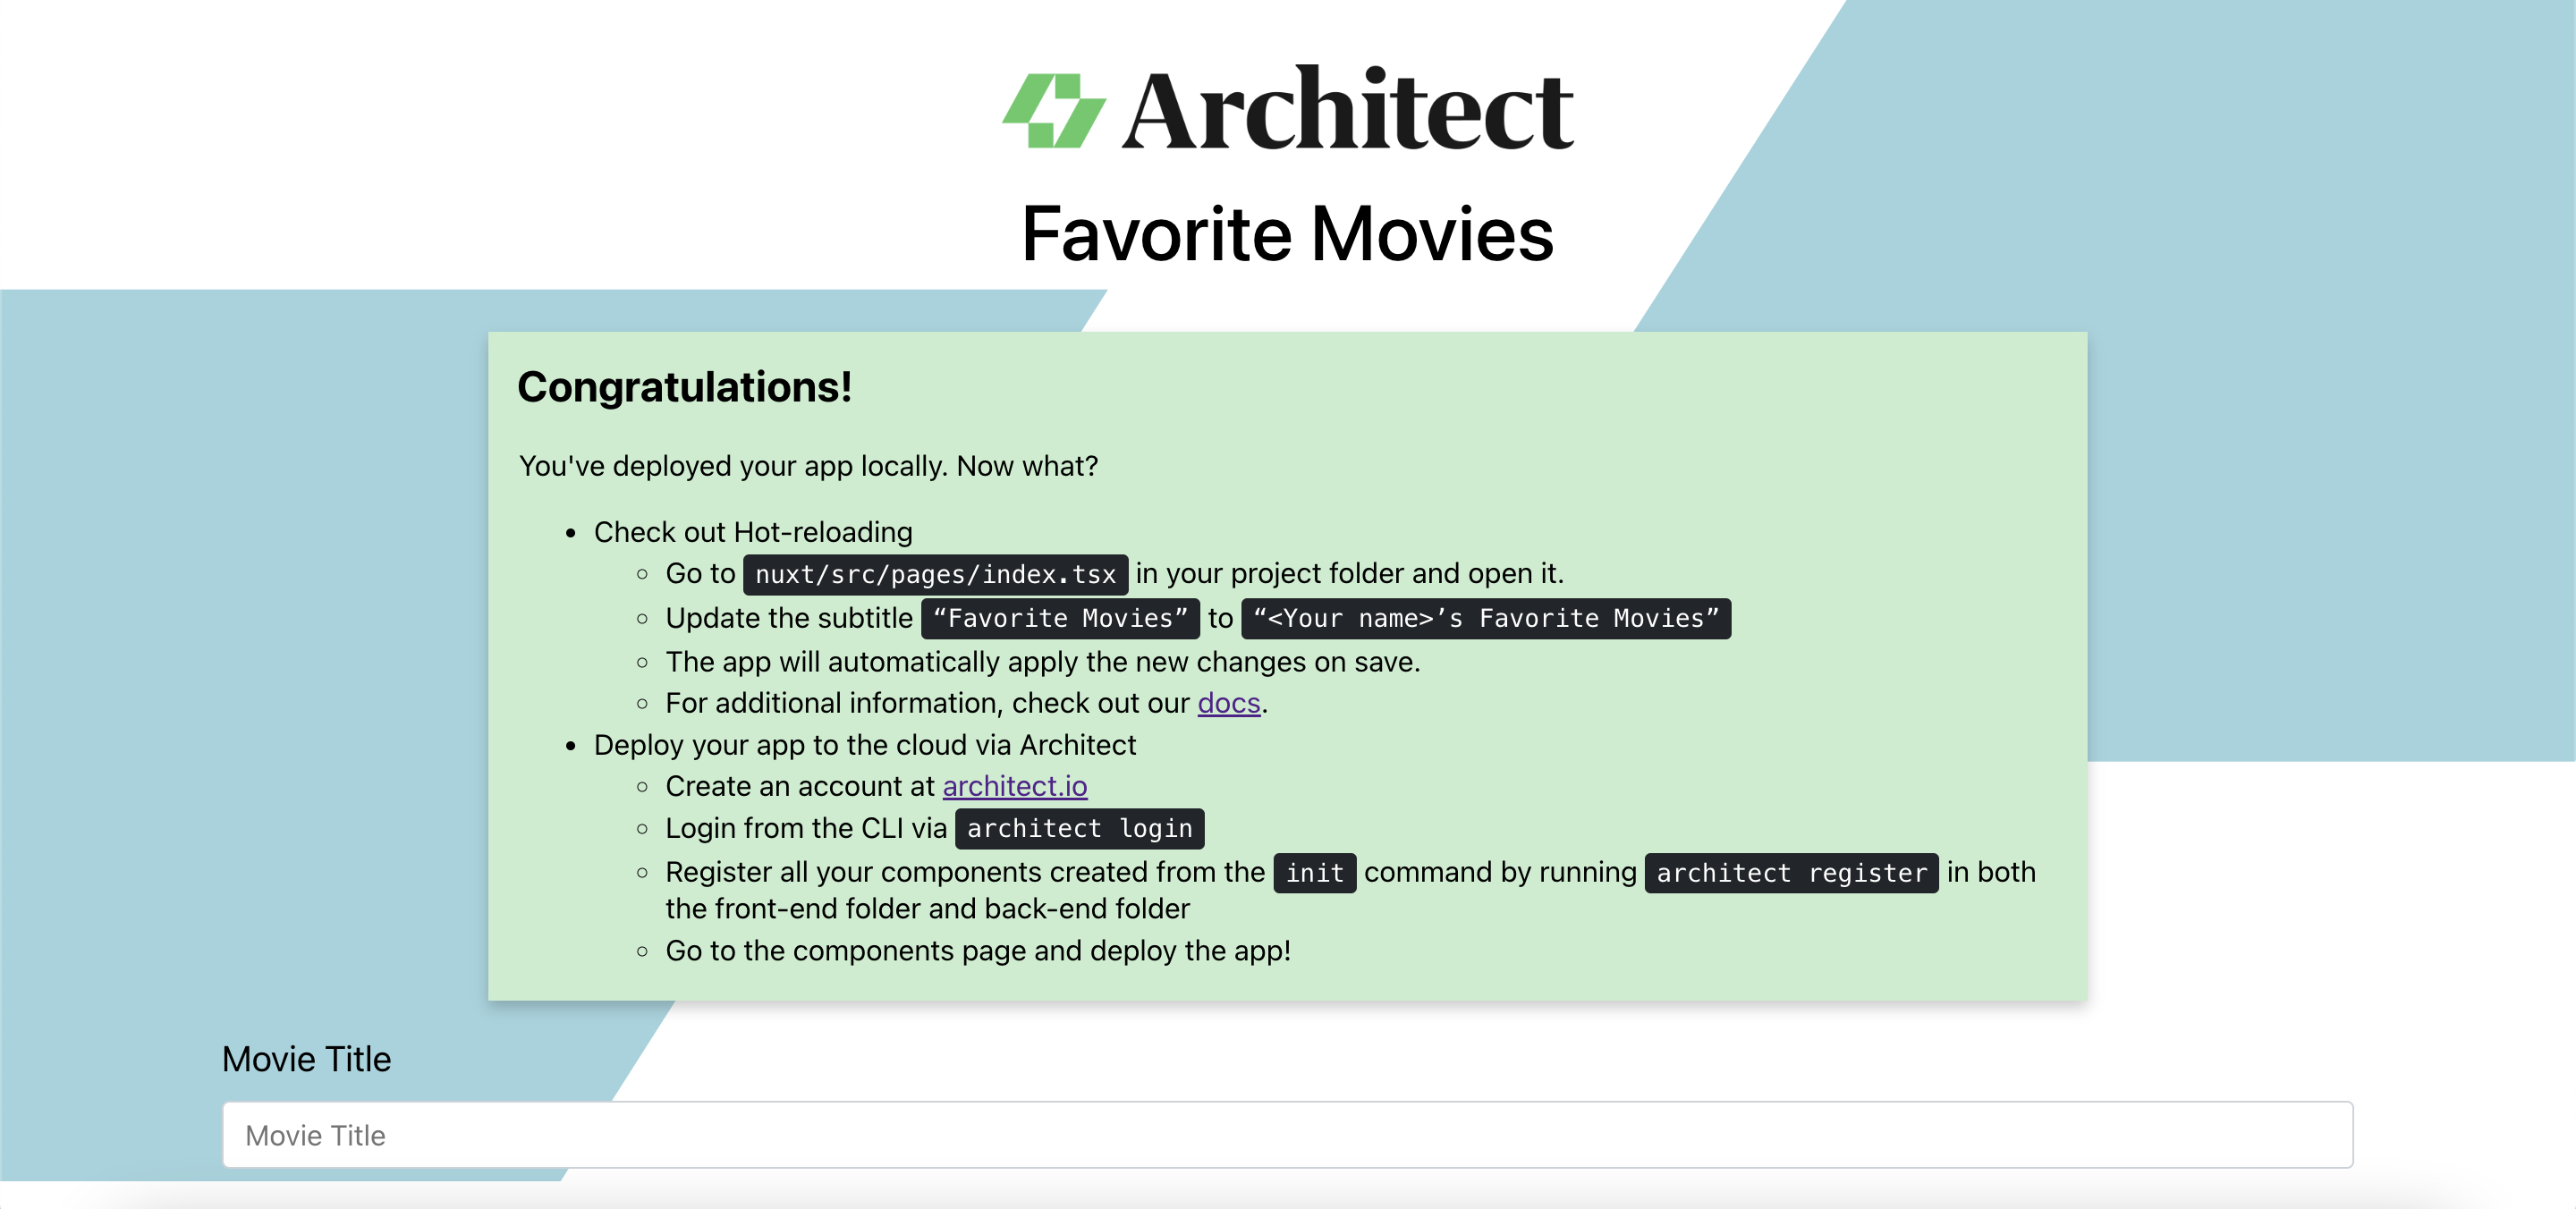 Architect
Favorite Movies
Congratulations!
You've deployed your app locally. Now what?
Check out Hot-reloading
Go to nuxt/src/pages/index.tsx in your project folder and open it.
Update the subtitle “Favorite Movies” to “<Your name>’s Favorite Movies”
The app will automatically apply the new changes on save.
For additional information, check out our docs.
Deploy your app to the cloud via Architect
Create an account at architect.io
Login from the CLI via architect login
Register all your components created from the init command by running architect register in both
the front-end folder and back-end folder
Go to the components page and deploy the app!
Movie Title
Movie Title